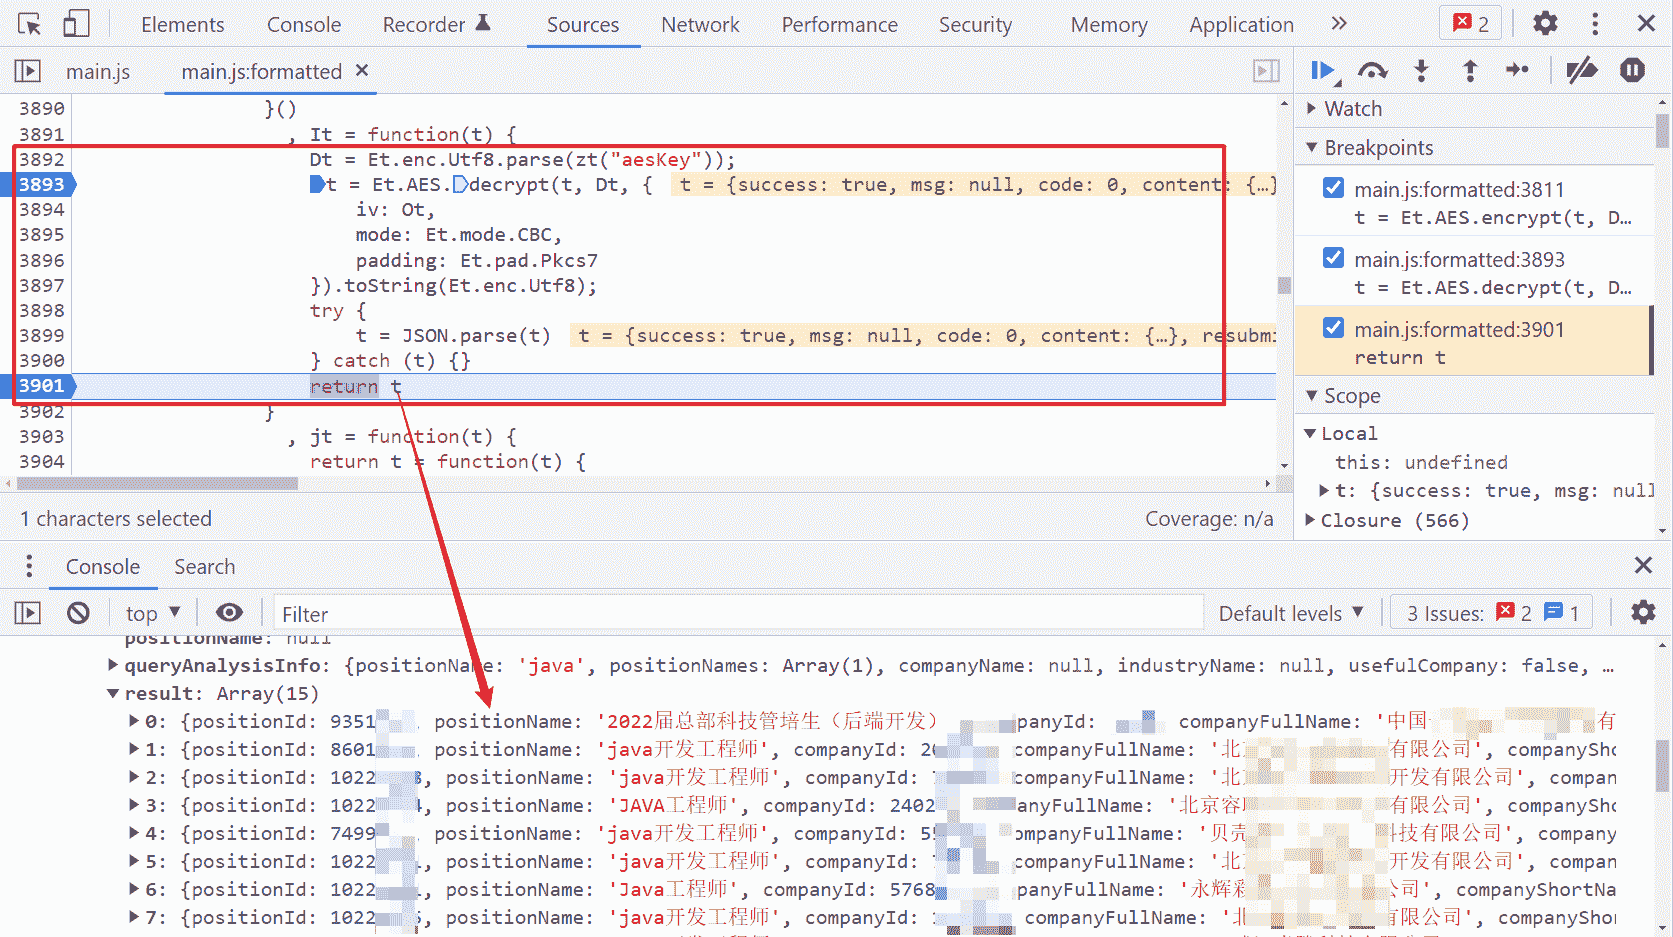 Elements Console Recorder Sources Network Performance Security Memory Application » 2
main.js main.js:formatted ×
3890 }()
3891 , It = function(t) {
3892 Dt = Et.enc.Utf8.parse(zt("aesKey"));
3893 t = Et.AES.decrypt(t, Dt, { t = {success: true, msg: null, code: 0, content: {…}
3894 iv: Ot,
3895 mode: Et.mode.CBC,
3896 padding: Et.pad.Pkcs7
3897 }).toString(Et.enc.Utf8);
3898 try {
3899 t = JSON.parse(t) t = {success: true, msg: null, code: 0, content: {…}, resubmi
3900 } catch (t) {}
3901 return t
3902 }
3903 , jt = function(t) {
3904 return t = function(t) {
1 characters selected Coverage: n/a
Watch
Breakpoints
main.js:formatted:3811
t = Et.AES.encrypt(t, D…
main.js:formatted:3893
t = Et.AES.decrypt(t, D…
main.js:formatted:3901
return t
Scope
Local
this: undefined
t: {success: true, msg: null
Closure (566)
Console Search
top Filter Default levels 3 Issues: 2 1
positionName: null
queryAnalysisInfo: {positionName: 'java', positionNames: Array(1), companyName: null, industryName: null, usefulCompany: false, …
result: Array(15)
0: {positionId: 9351 positionName: '2022届总部科技管培生（后端开发） panyId: companyFullName: '中国 有
1: {positionId: 8601 positionName: 'java开发工程师', companyId: 2 ompanyFullName: '北 有限公司', companySho
2: {positionId: 1022 , positionName: 'java开发工程师', companyId: ompanyFullName: '北 开发有限公司', compan
3: {positionId: 1022 , positionName: 'JAVA工程师', companyId: 2402 anyFullName: '北京容 有限公司', companySho
4: {positionId: 7499 positionName: 'java开发工程师', companyId: 5 ompanyFullName: '贝壳 科技有限公司', company
5: {positionId: 1022 , positionName: 'java开发工程师', companyId: ompanyFullName: '北 开发有限公司', compan
6: {positionId: 1022 , positionName: 'Java工程师', companyId: 5768 anyFullName: '永辉 公司', companyShortNa
7: {positionId: 1022 , positionName: 'java开发工程师', companyId: companyFullName: '北 有限公司', companySho